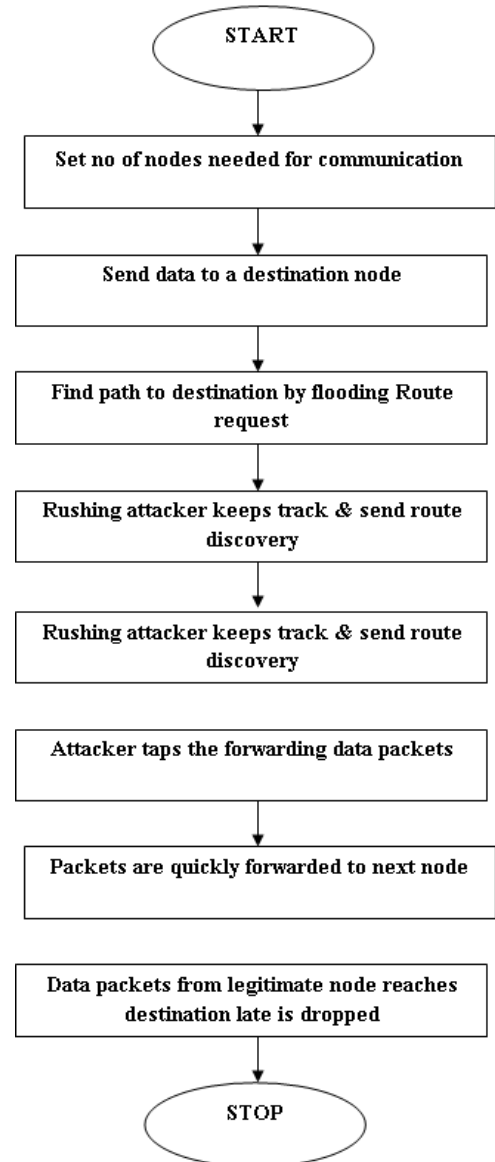 START
Set no of nodes needed for communication
Send data to a destination node
Find path to destination by flooding Route
request
Rushing attacker keeps track & send route
discovery
Rushing attacker keeps track & send route
discovery
Attacker taps the forwarding data packets
Packets are quickly forwarded to next node
Data packets from legitimate node reaches
destination late is dropped
STOP